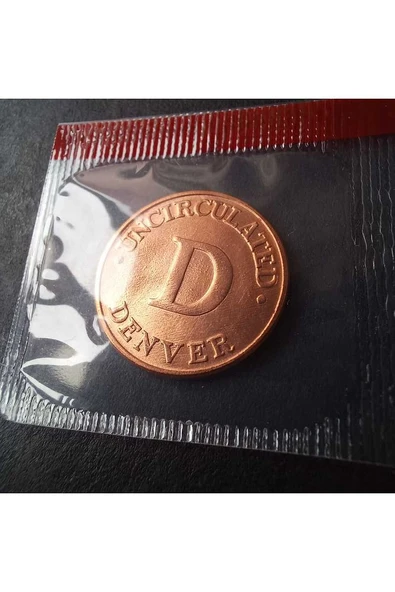 · UNCIRCULATED ·
D
DENVER